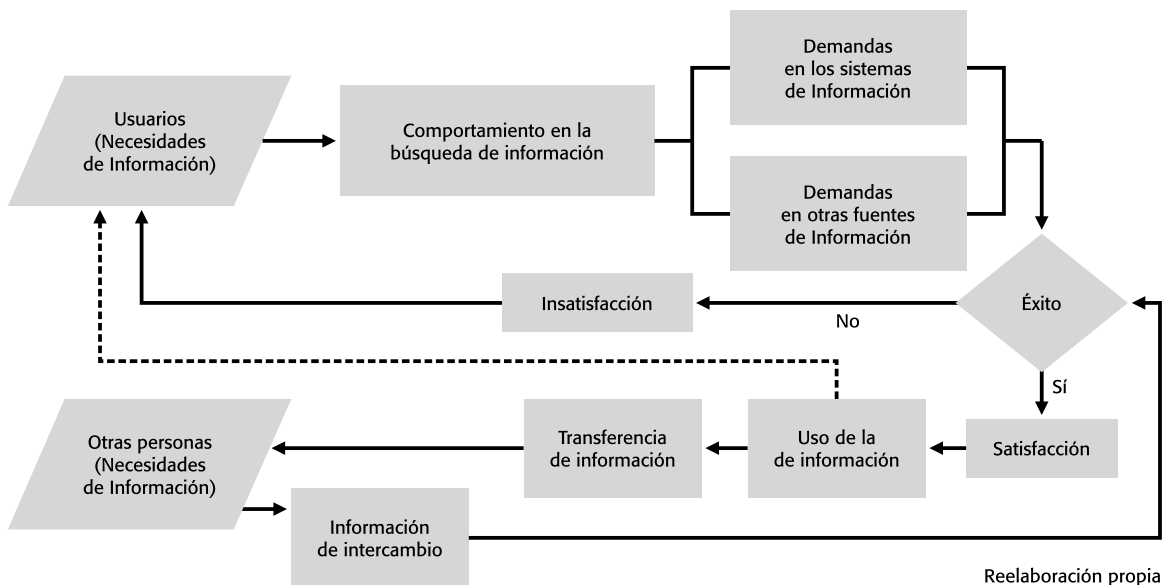 Usuarios
(Necesidades
de Información)
Comportamiento en la
búsqueda de información
Demandas
en los sistemas
de Información
Demandas
en otras fuentes
de Información
Insatisfacción
No
Éxito
Sí
Otras personas
(Necesidades
de Información)
Transferencia
de información
Uso de la
de información
Satisfacción
Información
de intercambio
Reelaboración propia